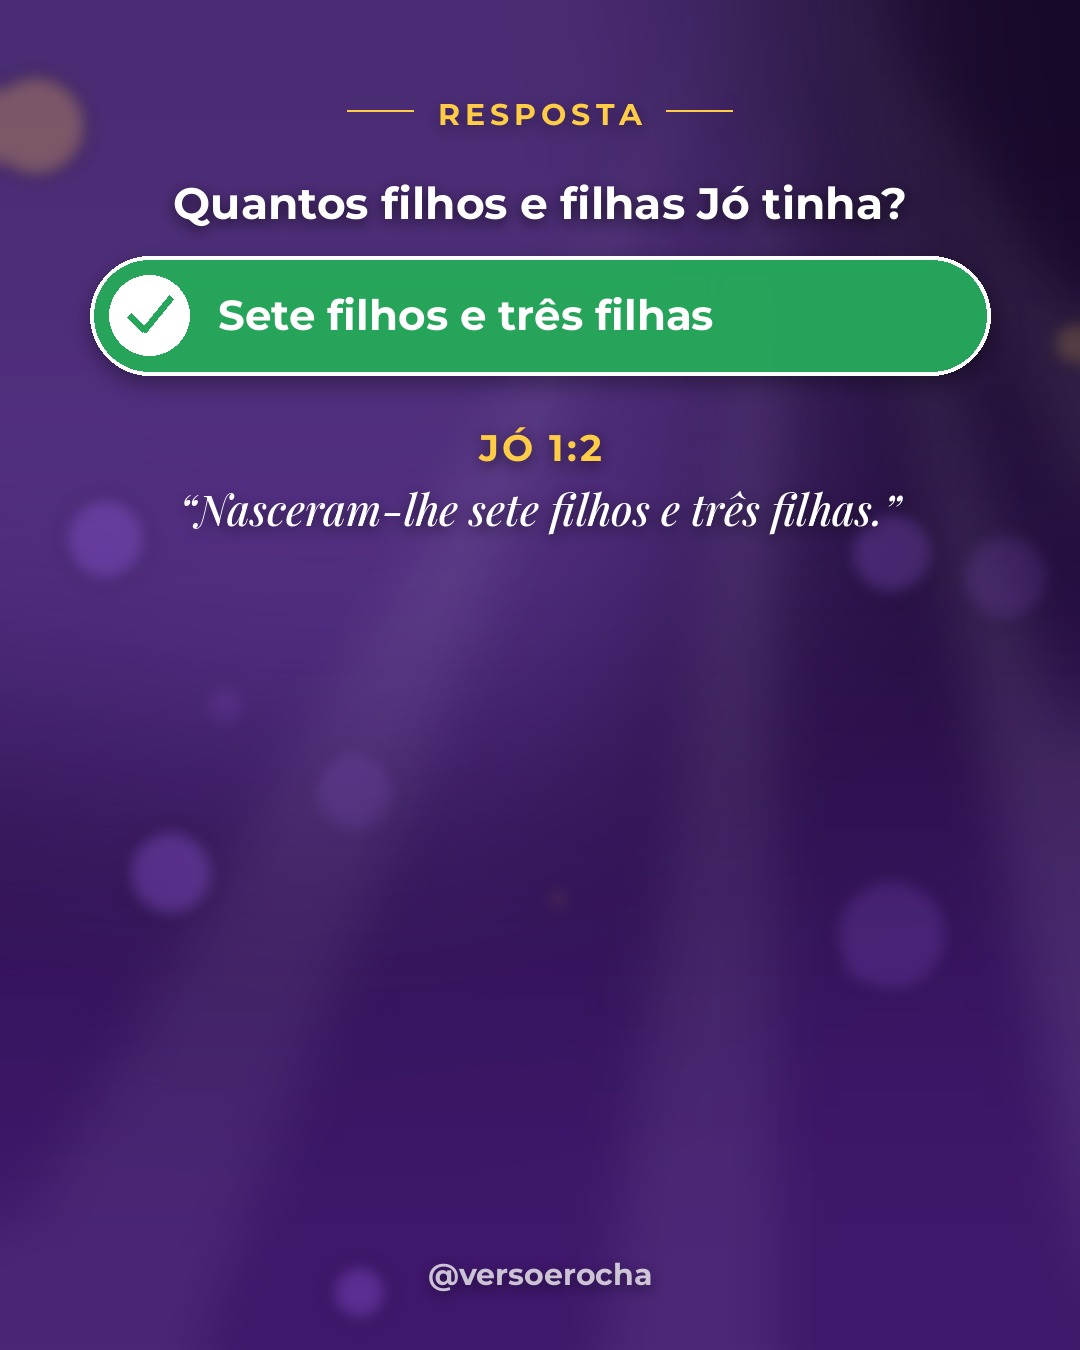 RESPOSTA
Quantos filhos e filhas Jó tinha?
Sete filhos e três filhas
JÓ 1:2
“Nasceram-lhe sete filhos e três filhas.”
@versoerocha